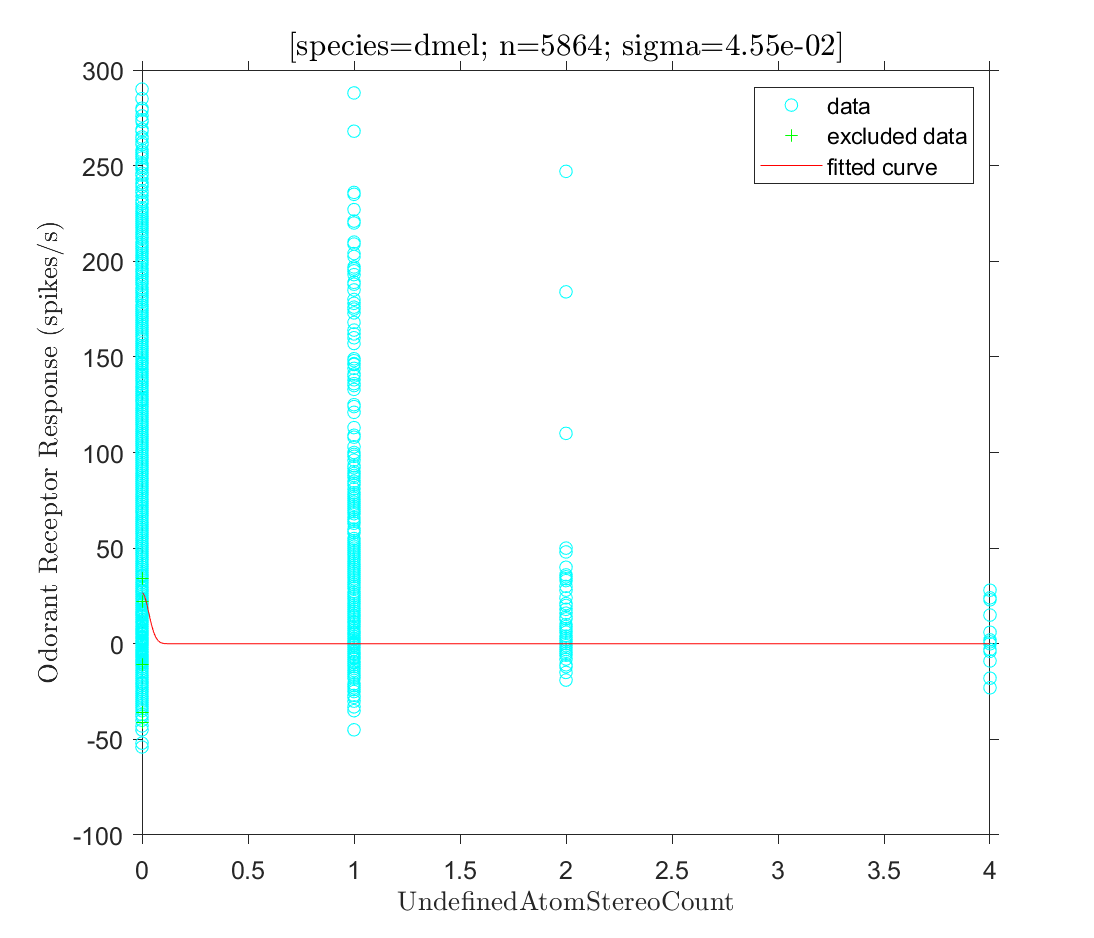 [species=dmel; n=5864; sigma=4.55e-02]
300
250
200
150
100
50
0
-50
-100
Odorant Receptor Response (spikes/s)
data
excluded data
fitted curve
0 0.5 1 1.5 2 2.5 3 3.5 4
UndefinedAtomStereoCount